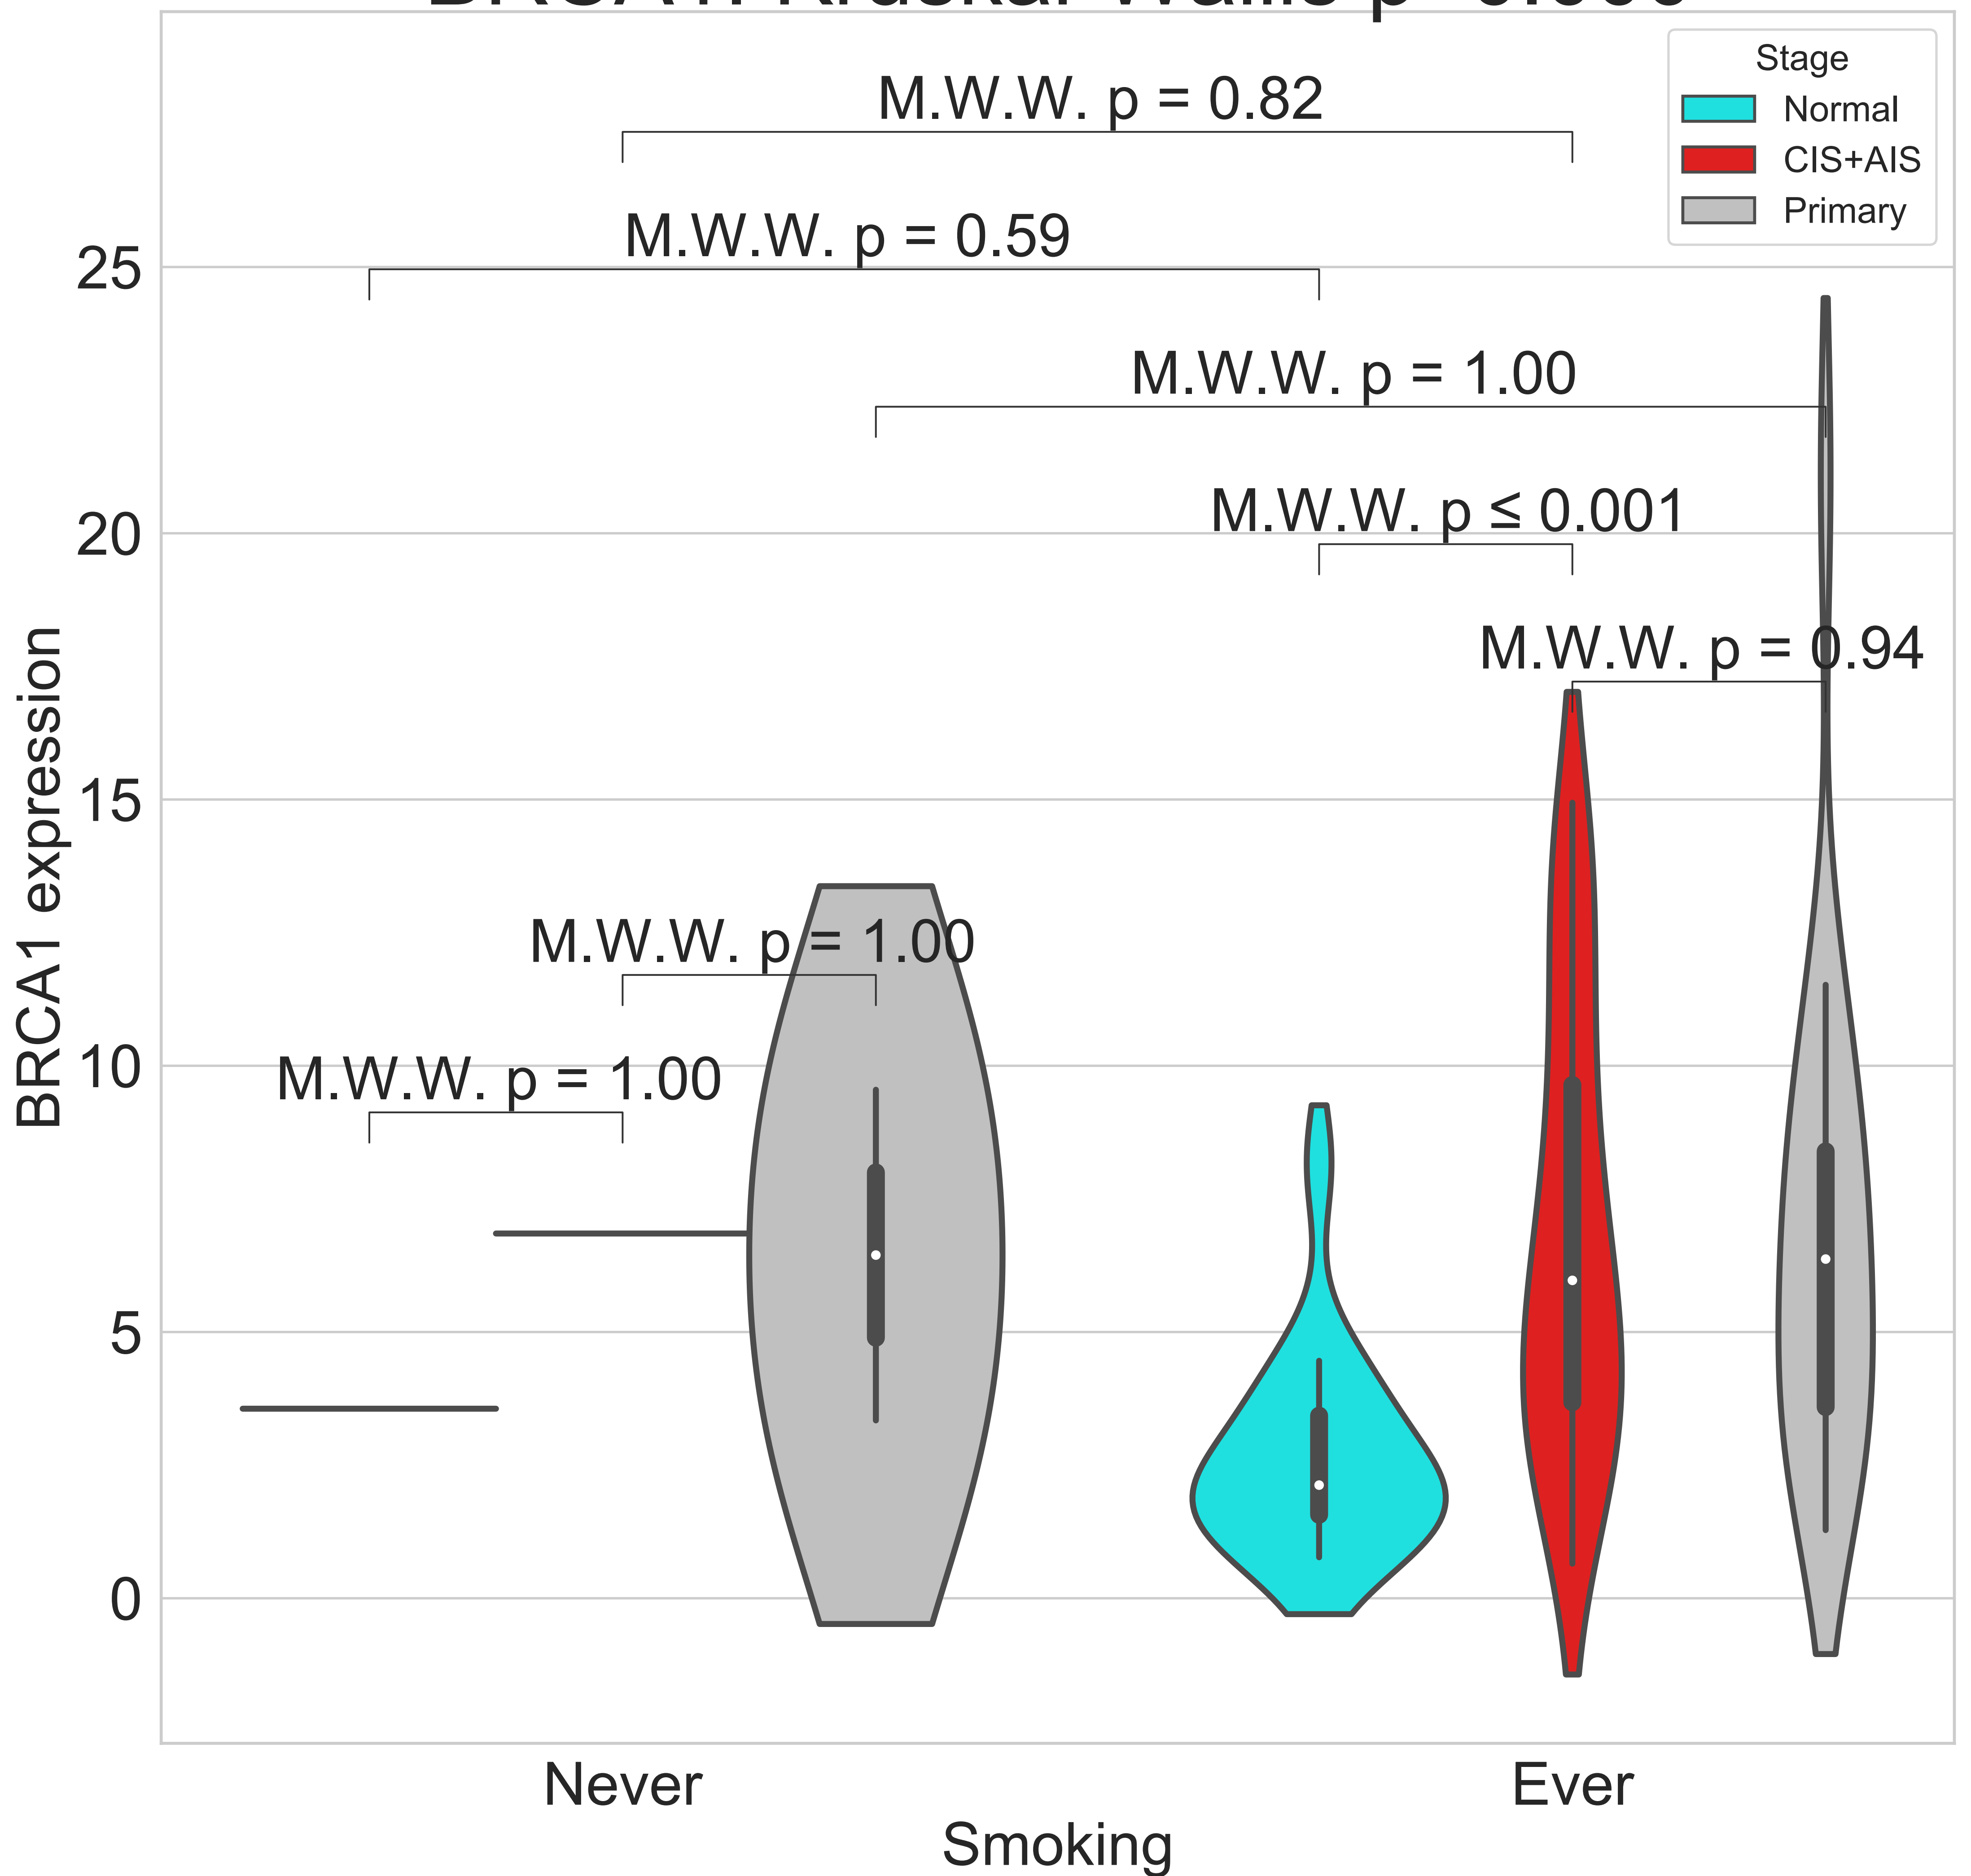 Stage
Normal
CIS+AIS
Primary
M.W.W. p = 0.82
M.W.W. p = 0.59
M.W.W. p = 1.00
M.W.W. p ≤ 0.001
M.W.W. p = 0.94
M.W.W. p = 1.00
M.W.W. p = 1.00
25
20
15
10
5
0
BRCA1 expression
Never
Ever
Smoking